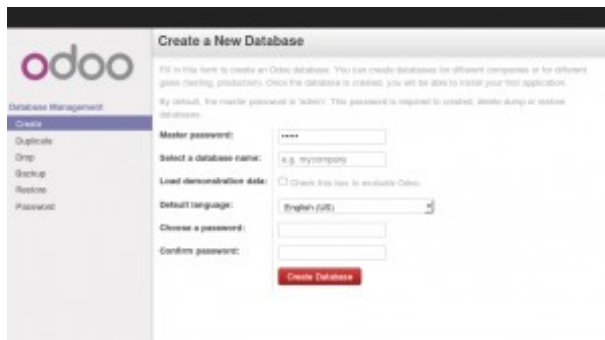 odoo
Database Management
Create
Duplicate
Drop
Backup
Restore
Password
Create a New Database
Fill in this form to create an Odoo database. You can create databases for different companies or for different
goals (testing, production). Once the database is created, you will be able to install your first application.
By default, the master password is 'admin'. This password is required to created, delete dump or restore
databases.
Master password:
Select a database name: e.g. mycompany
Load demonstration data: Check this box to evaluate Odoo.
Default language: English (US)
Choose a password:
Confirm password:
Create Database